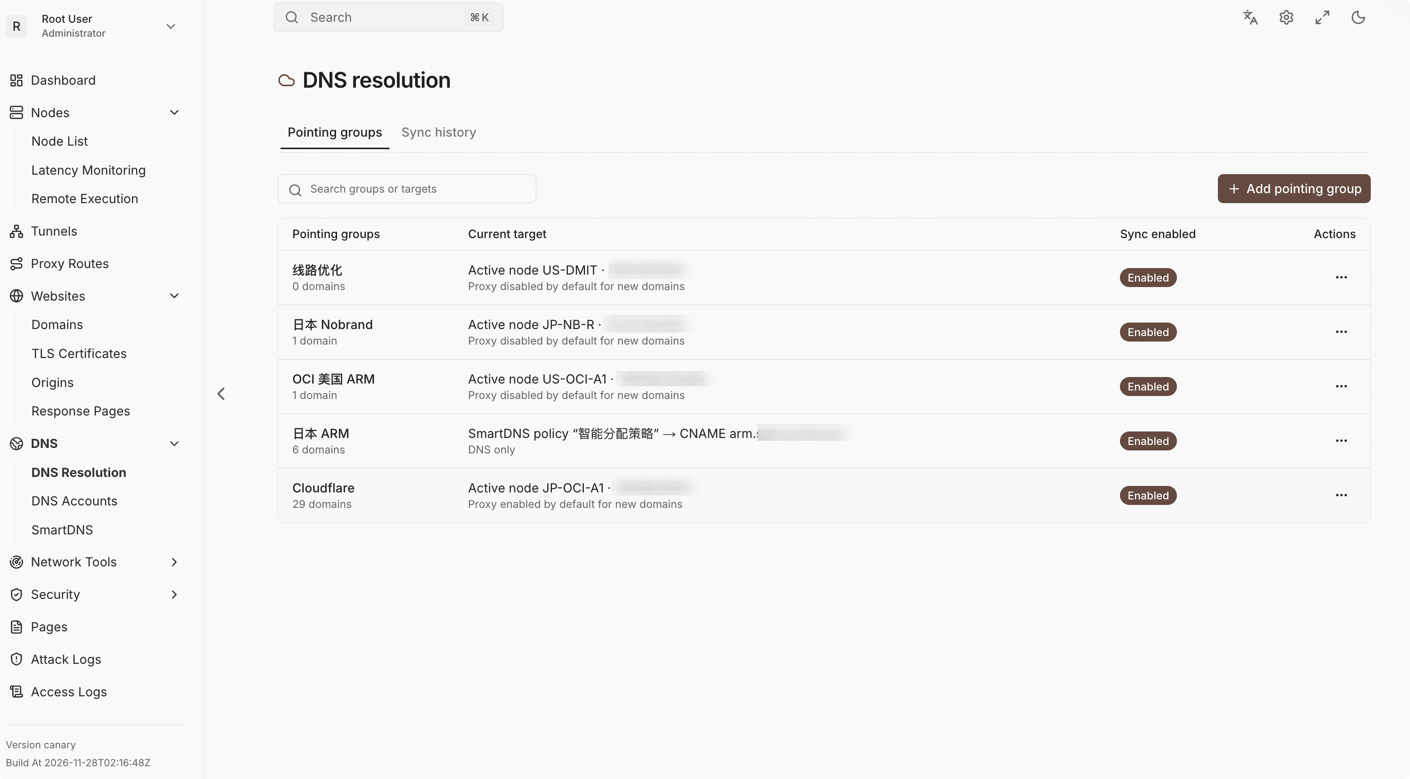 R
Root User
Administrator
Search
⌘ K
Dashboard
Nodes
Node List
Latency Monitoring
Remote Execution
Tunnels
Proxy Routes
Websites
Domains
TLS Certificates
Origins
Response Pages
DNS
DNS Resolution
DNS Accounts
SmartDNS
Network Tools
Security
Pages
Attack Logs
Access Logs
Version canary
Build At 2026-11-28T02:16:48Z
DNS resolution
Pointing groups
Sync history
Search groups or targets
+ Add pointing group
Pointing groups Current target Sync enabled Actions
线路优化
0 domains
Active node US-DMIT ·
Proxy disabled by default for new domains
Enabled
日本 Nobrand
1 domain
Active node JP-NB-R ·
Proxy disabled by default for new domains
Enabled
OCI 美国 ARM
1 domain
Active node US-OCI-A1 ·
Proxy disabled by default for new domains
Enabled
日本 ARM
6 domains
SmartDNS policy “智能分配策略” → CNAME arm.
DNS only
Enabled
Cloudflare
29 domains
Active node JP-OCI-A1 ·
Proxy enabled by default for new domains
Enabled